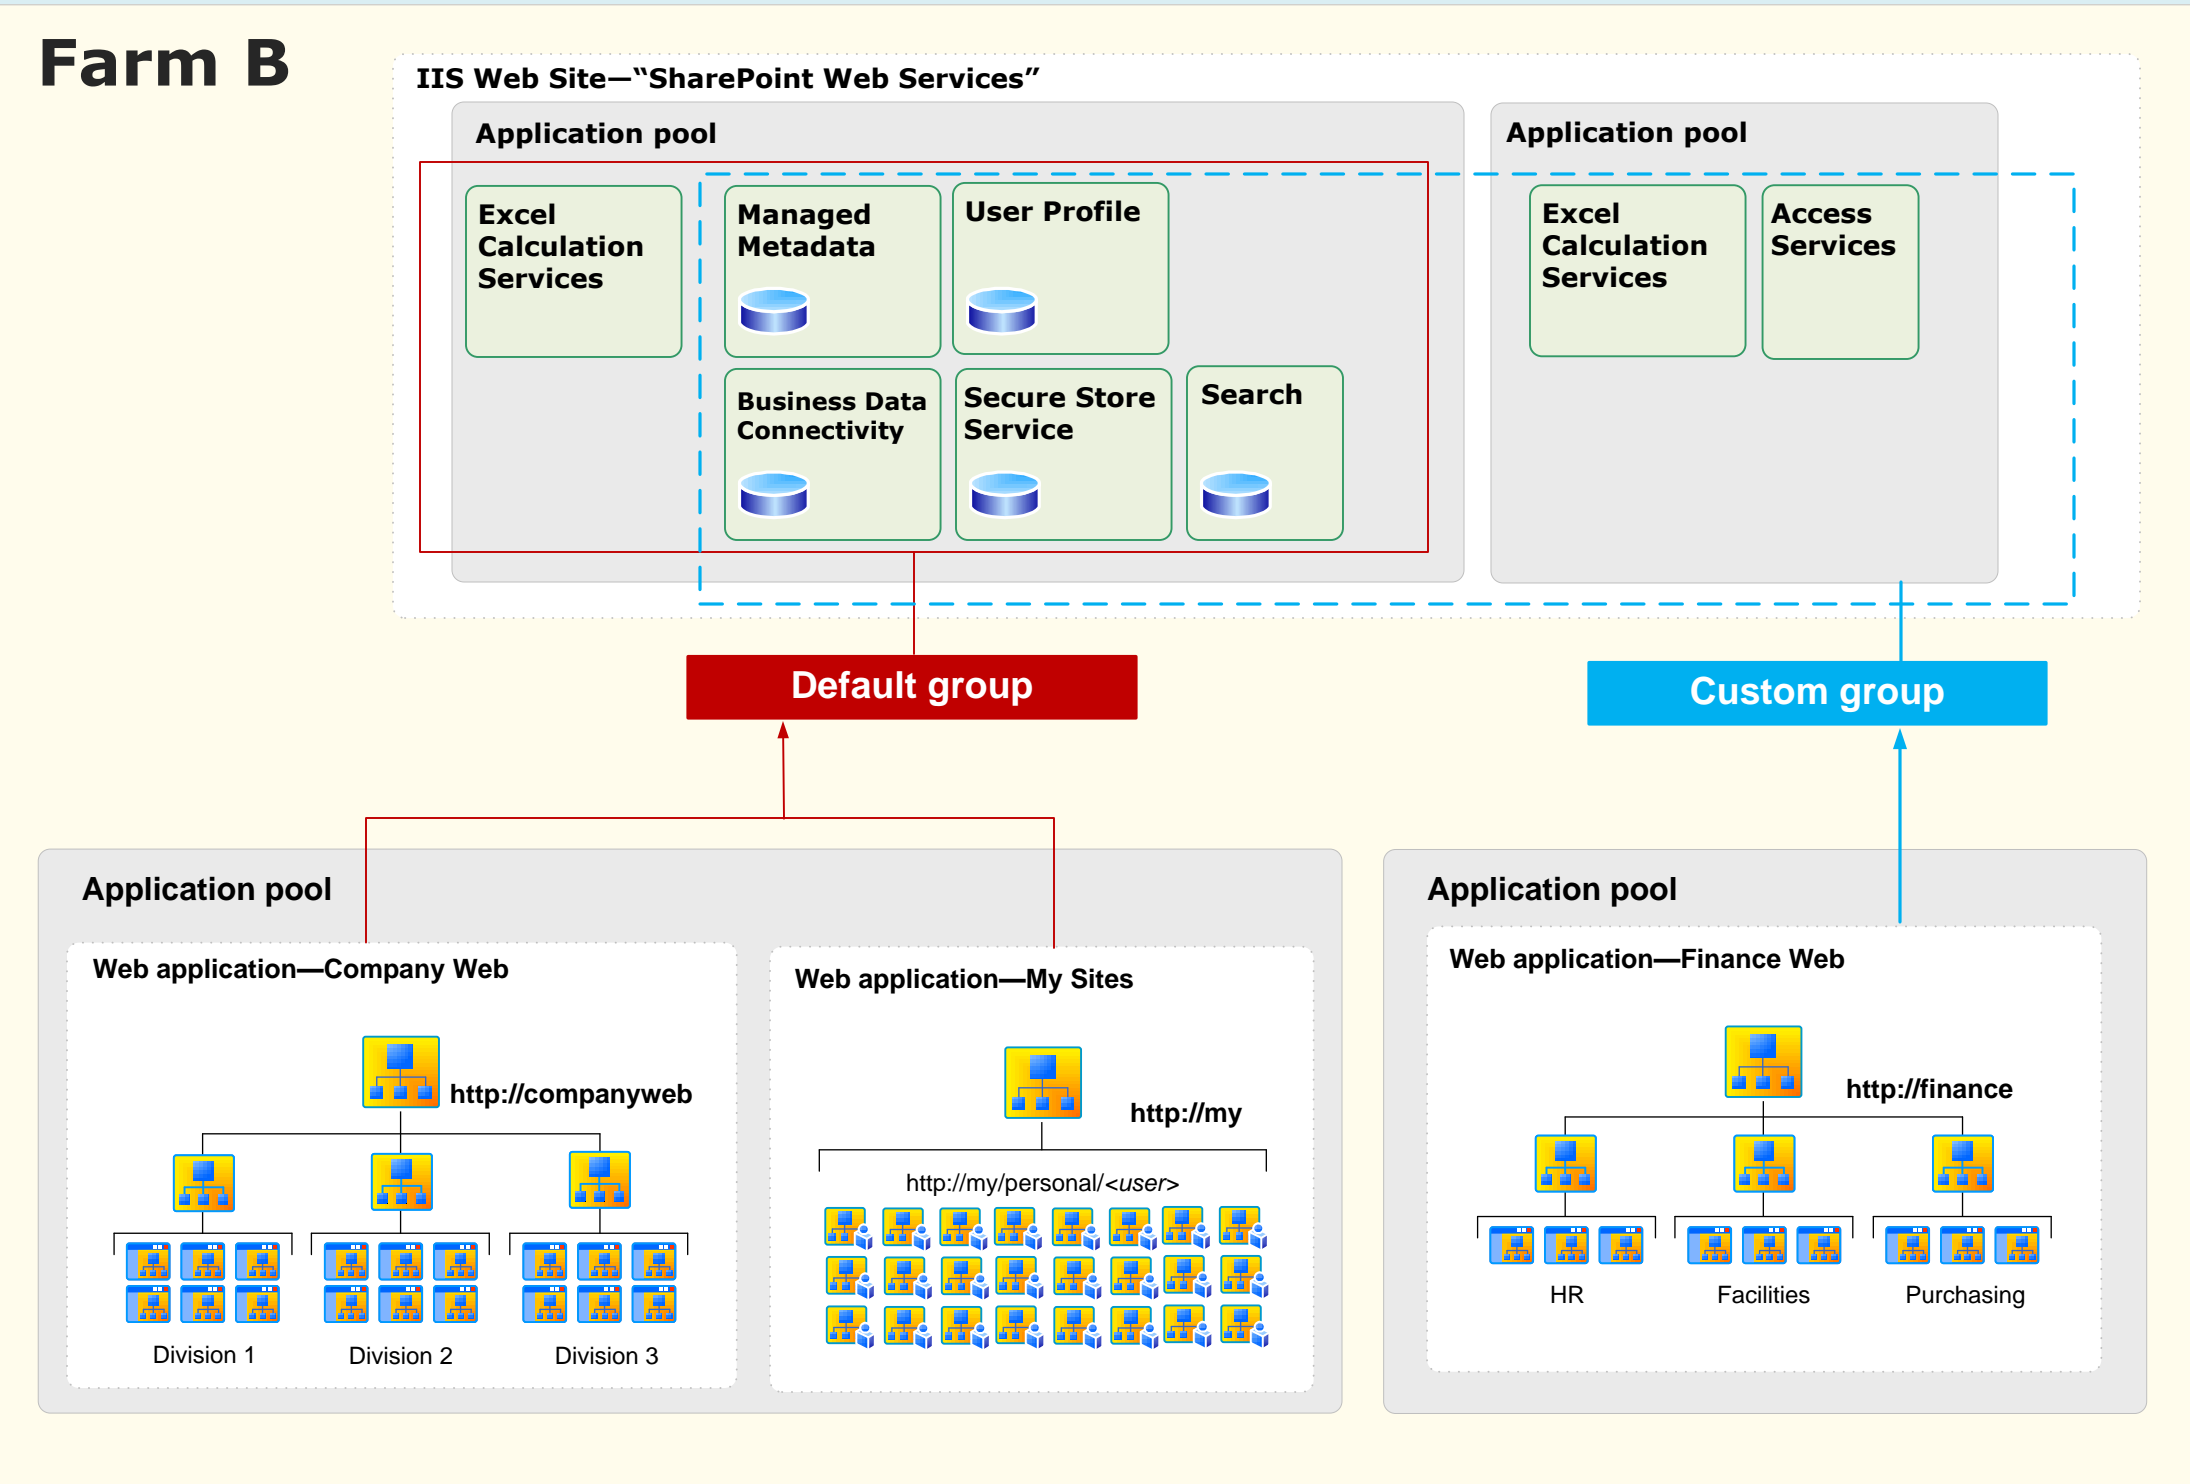 Farm B
IIS Web Site—“SharePoint Web Services”
Application pool
Excel
Calculation
Services
Managed
Metadata
User Profile
Business Data
Connectivity
Secure Store
Service
Search
Application pool
Excel
Calculation
Services
Access
Services
Default group
Custom group
Application pool
Web application—Company Web
http://companyweb
Division 1
Division 2
Division 3
Web application—My Sites
http://my
http://my/personal/<user>
Application pool
Web application—Finance Web
http://finance
HR
Facilities
Purchasing